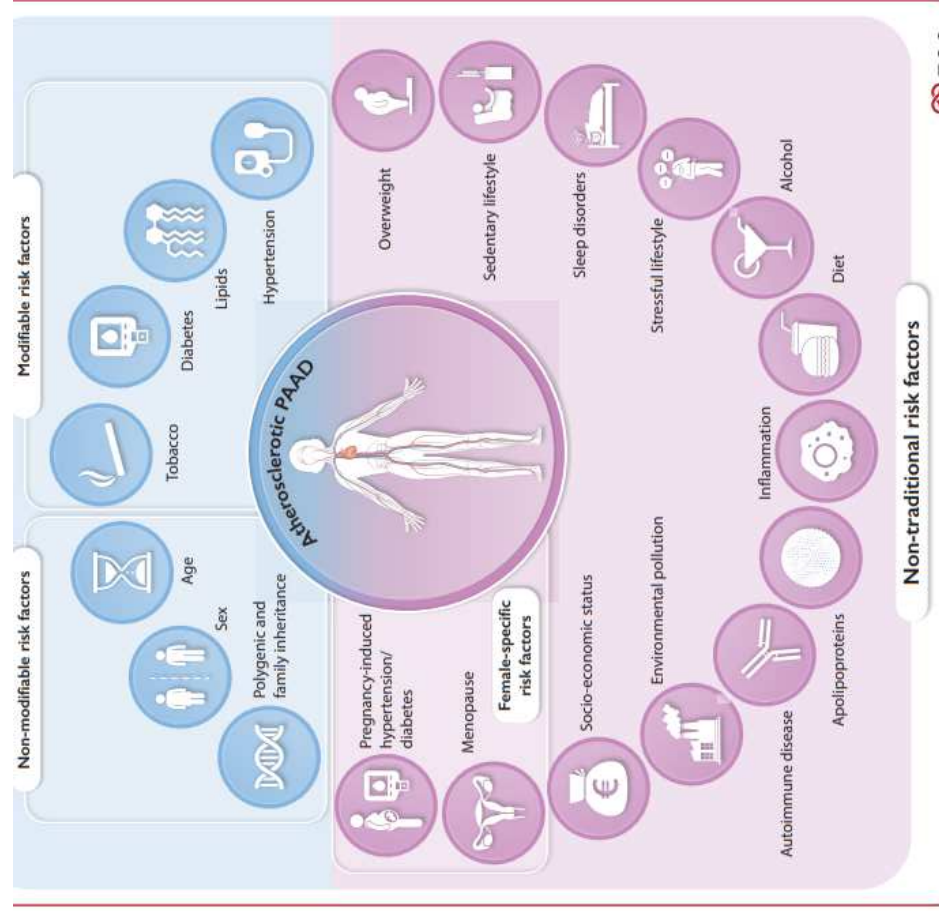 Non-modifiable risk factors
Modifiable risk factors
Age
Sex
Polygenic and
family inheritance
Tobacco
Diabetes
Lipids
Hypertension
Atherosclerotic PAAD
Pregnancy-induced
hypertension/
diabetes
Menopause
Female-specific
risk factors
Overweight
Sedentary lifestyle
Sleep disorders
Stressful lifestyle
Alcohol
Diet
Inflammation
Apolipoproteins
Autoimmune disease
Environmental pollution
Socio-economic status
€
Non-traditional risk factors